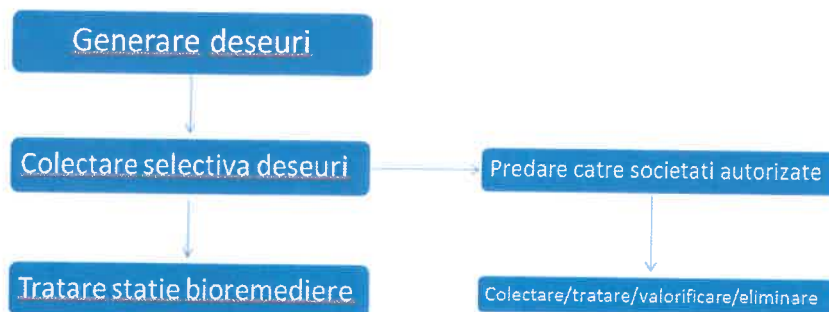 Generare deseuri
Colectare selectiva deseuri
Predare catre societati autorizate
Tratare statie bioremediere
Colectare/tratare/valorificare/eliminare